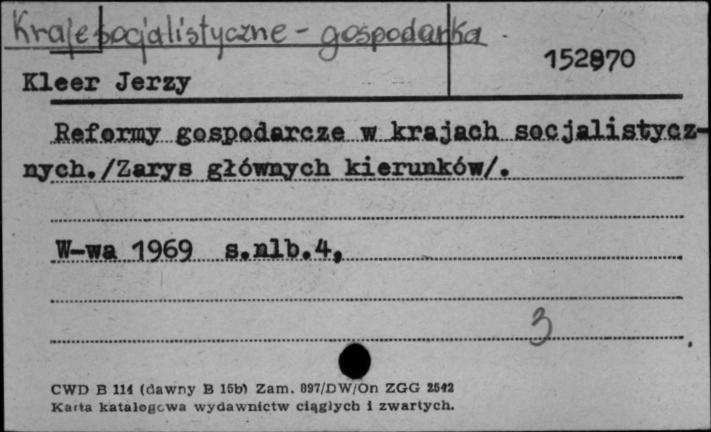 Kraje socjalistyczne - gospodarka
152870
Kleer Jerzy
Reformy gospodarcze w krajach socjalistycz-
nych./Zarys głównych kierunków/.
W-wa 1969 s.nlb.4,
3
CWD B 114 (dawny B 15b) Zam. 897/DW/On ZGG 2542
Karta katalogowa wydawnictw ciągłych i zwartych.